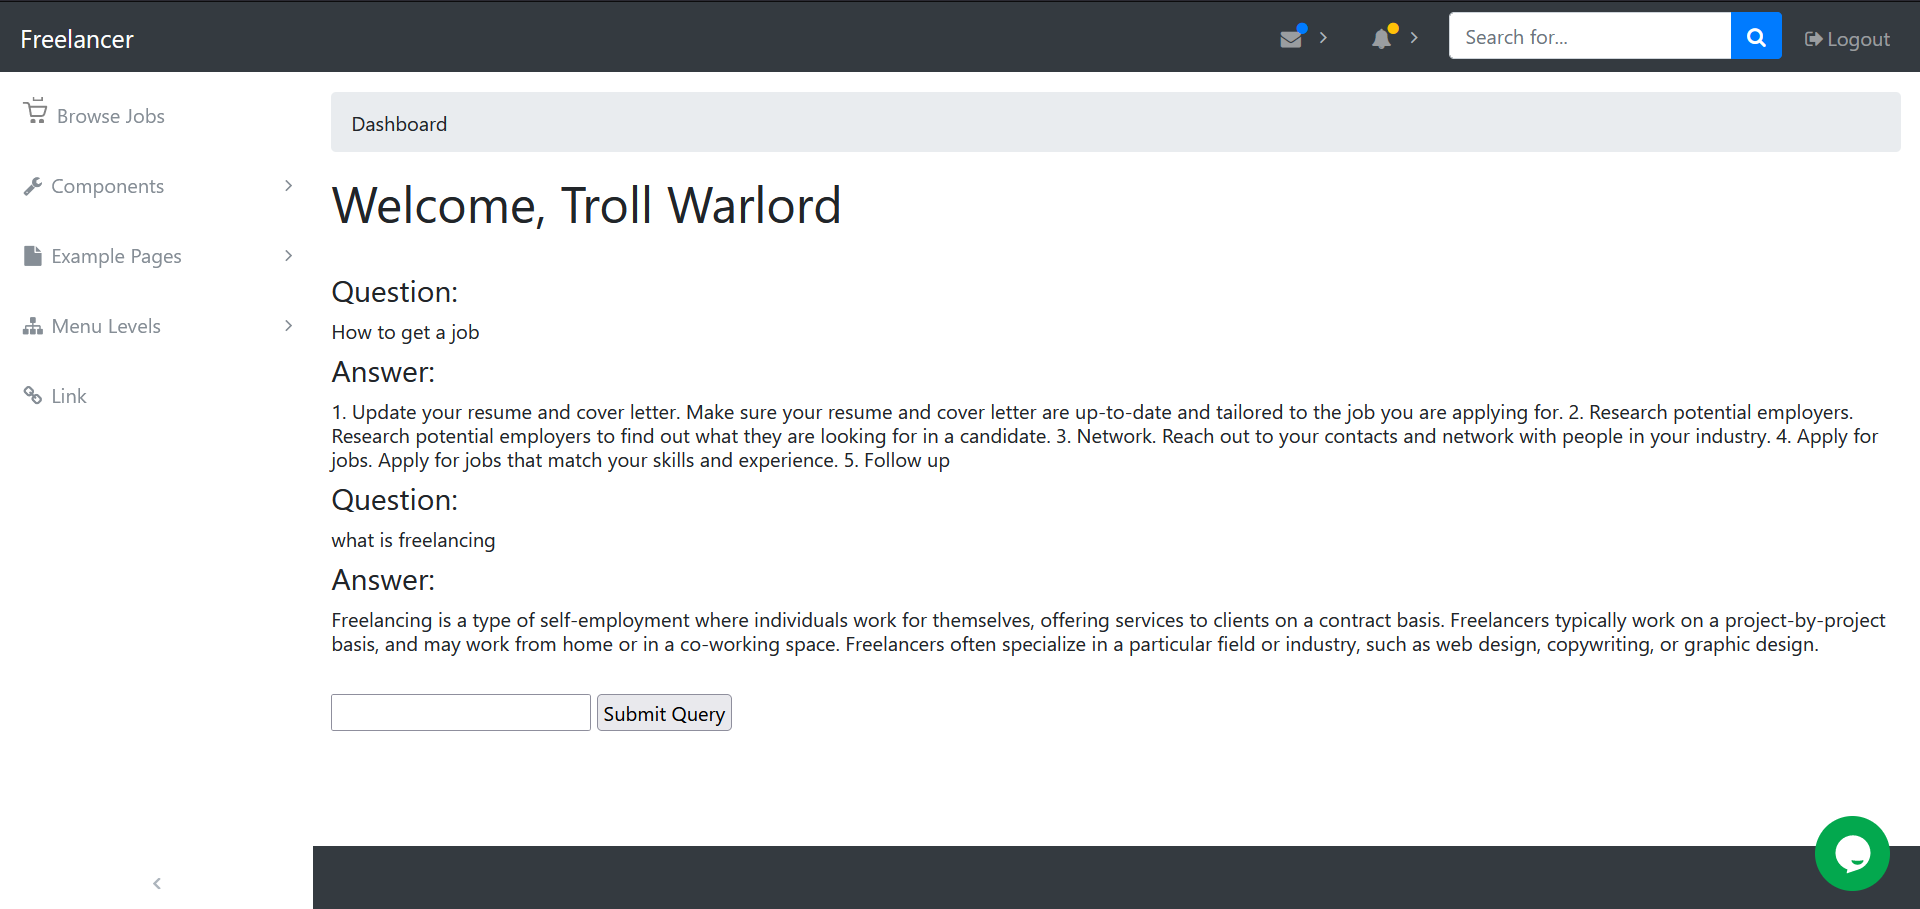 Freelancer
Search for...
Logout
Browse Jobs
Components
Example Pages
Menu Levels
Link
Dashboard
Welcome, Troll Warlord
Question:
How to get a job
Answer:
1. Update your resume and cover letter. Make sure your resume and cover letter are up-to-date and tailored to the job you are applying for. 2. Research potential employers.
Research potential employers to find out what they are looking for in a candidate. 3. Network. Reach out to your contacts and network with people in your industry. 4. Apply for
jobs. Apply for jobs that match your skills and experience. 5. Follow up
Question:
what is freelancing
Answer:
Freelancing is a type of self-employment where individuals work for themselves, offering services to clients on a contract basis. Freelancers typically work on a project-by-project
basis, and may work from home or in a co-working space. Freelancers often specialize in a particular field or industry, such as web design, copywriting, or graphic design.
Submit Query